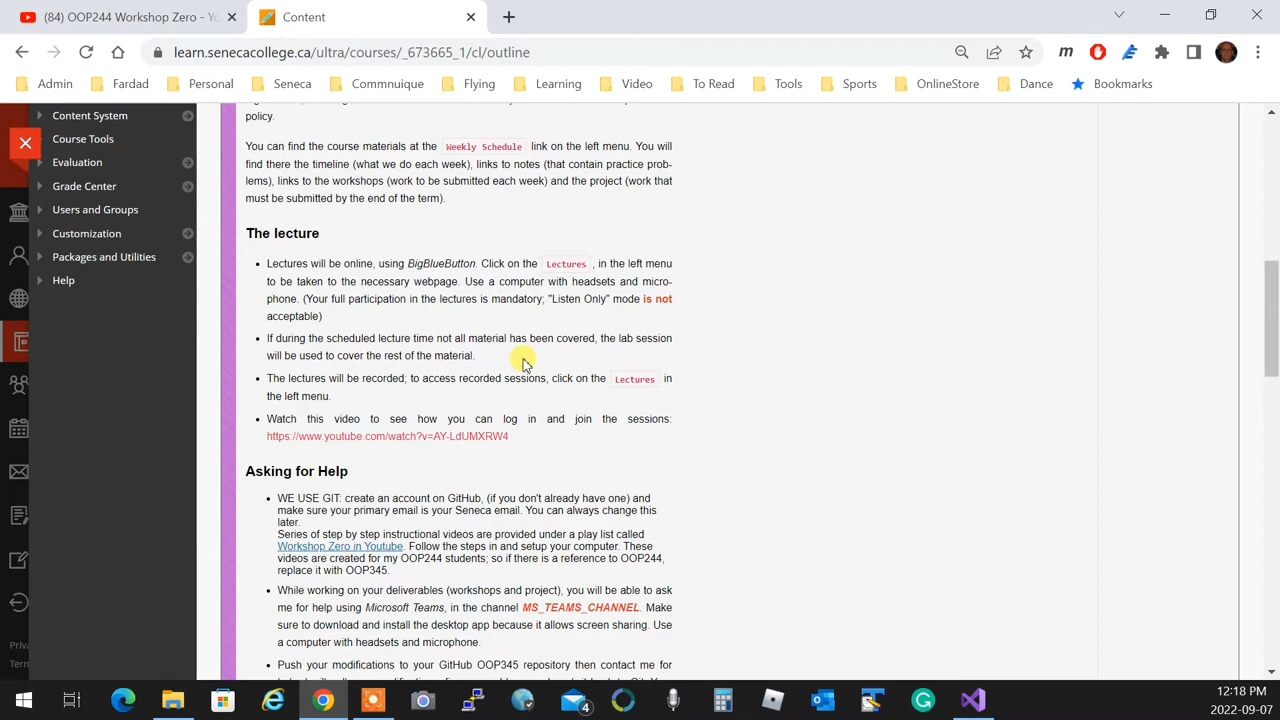 (84) OOP244 Workshop Zero - Yo
Content
learn.senecacollege.ca/ultra/courses/_673665_1/cl/outline
m
Admin
Fardad
Personal
Seneca
Commnuique
Flying
Learning
Video
To Read
Tools
Sports
OnlineStore
Dance
Bookmarks
Content System
Course Tools
Evaluation
Grade Center
Users and Groups
Customization
Packages and Utilities
Help
Priva
Term
policy.
You can find the course materials at the Weekly Schedule link on the left menu. You will
find there the timeline (what we do each week), links to notes (that contain practice prob-
lems), links to the workshops (work to be submitted each week) and the project (work that
must be submitted by the end of the term).
The lecture
• Lectures will be online, using BigBlueButton. Click on the Lectures , in the left menu
to be taken to the necessary webpage. Use a computer with headsets and micro-
phone. (Your full participation in the lectures is mandatory; "Listen Only" mode is not
acceptable)
• If during the scheduled lecture time not all material has been covered, the lab session
will be used to cover the rest of the material.
• The lectures will be recorded; to access recorded sessions, click on the Lectures in
the left menu.
• Watch this video to see how you can log in and join the sessions:
https://www.youtube.com/watch?v=AY-LdUMXRW4
Asking for Help
• WE USE GIT: create an account on GitHub, (if you don't already have one) and
make sure your primary email is your Seneca email. You can always change this
later.
Series of step by step instructional videos are provided under a play list called
Workshop Zero in Youtube. Follow the steps in and setup your computer. These
videos are created for my OOP244 students; so if there is a reference to OOP244,
replace it with OOP345.
• While working on your deliverables (workshops and project), you will be able to ask
me for help using Microsoft Teams, in the channel MS_TEAMS_CHANNEL. Make
sure to download and install the desktop app because it allows screen sharing. Use
a computer with headsets and microphone.
• Push your modifications to your GitHub OOP345 repository then contact me for
4
12:18 PM
2022-09-07